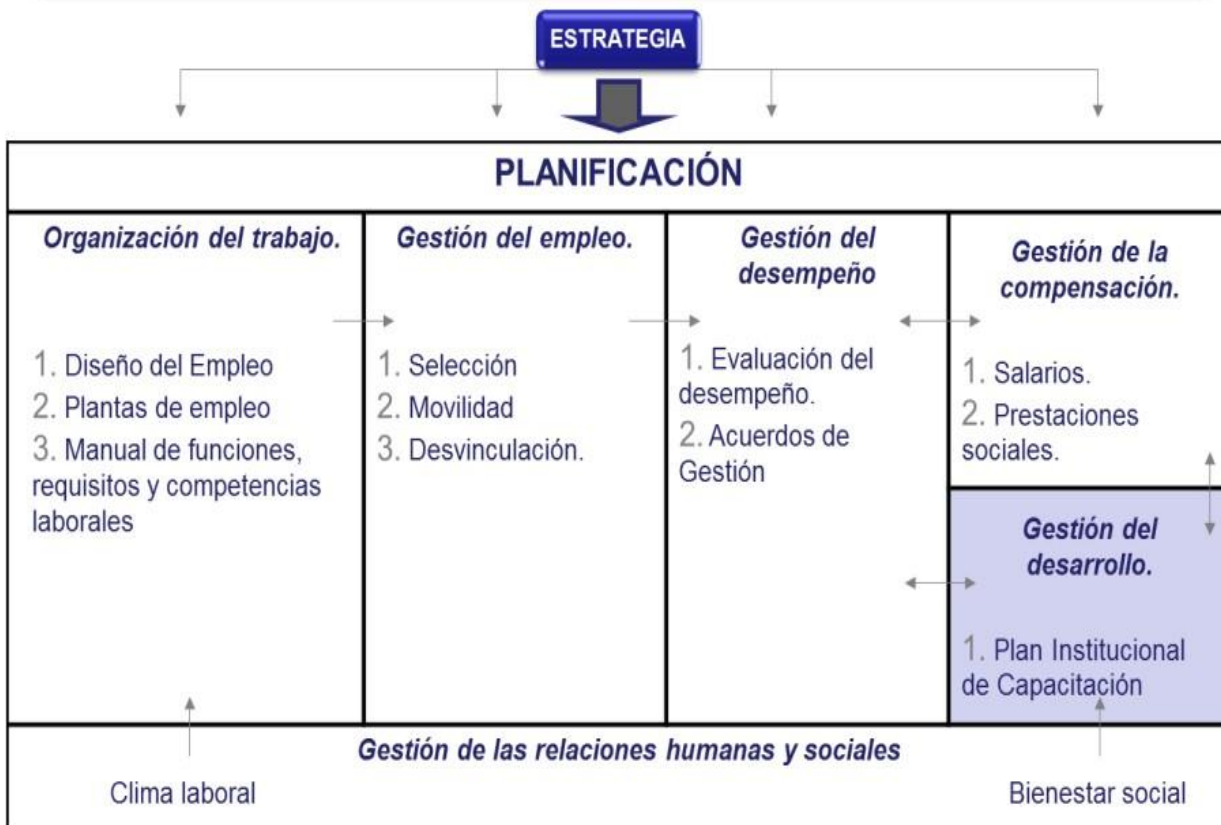 ESTRATEGIA
PLANIFICACIÓN
Organización del trabajo.
1. Diseño del Empleo
2. Plantas de empleo
3. Manual de funciones,
requisitos y competencias
laborales
Gestión del empleo.
1. Selección
2. Movilidad
3. Desvinculación.
Gestión del
desempeño
1. Evaluación del
desempeño.
2. Acuerdos de
Gestión
Gestión de la
compensación.
1. Salarios.
2. Prestaciones
sociales.
Gestión del
desarrollo.
1. Plan Institucional
de Capacitación
Gestión de las relaciones humanas y sociales
Clima laboral
Bienestar social